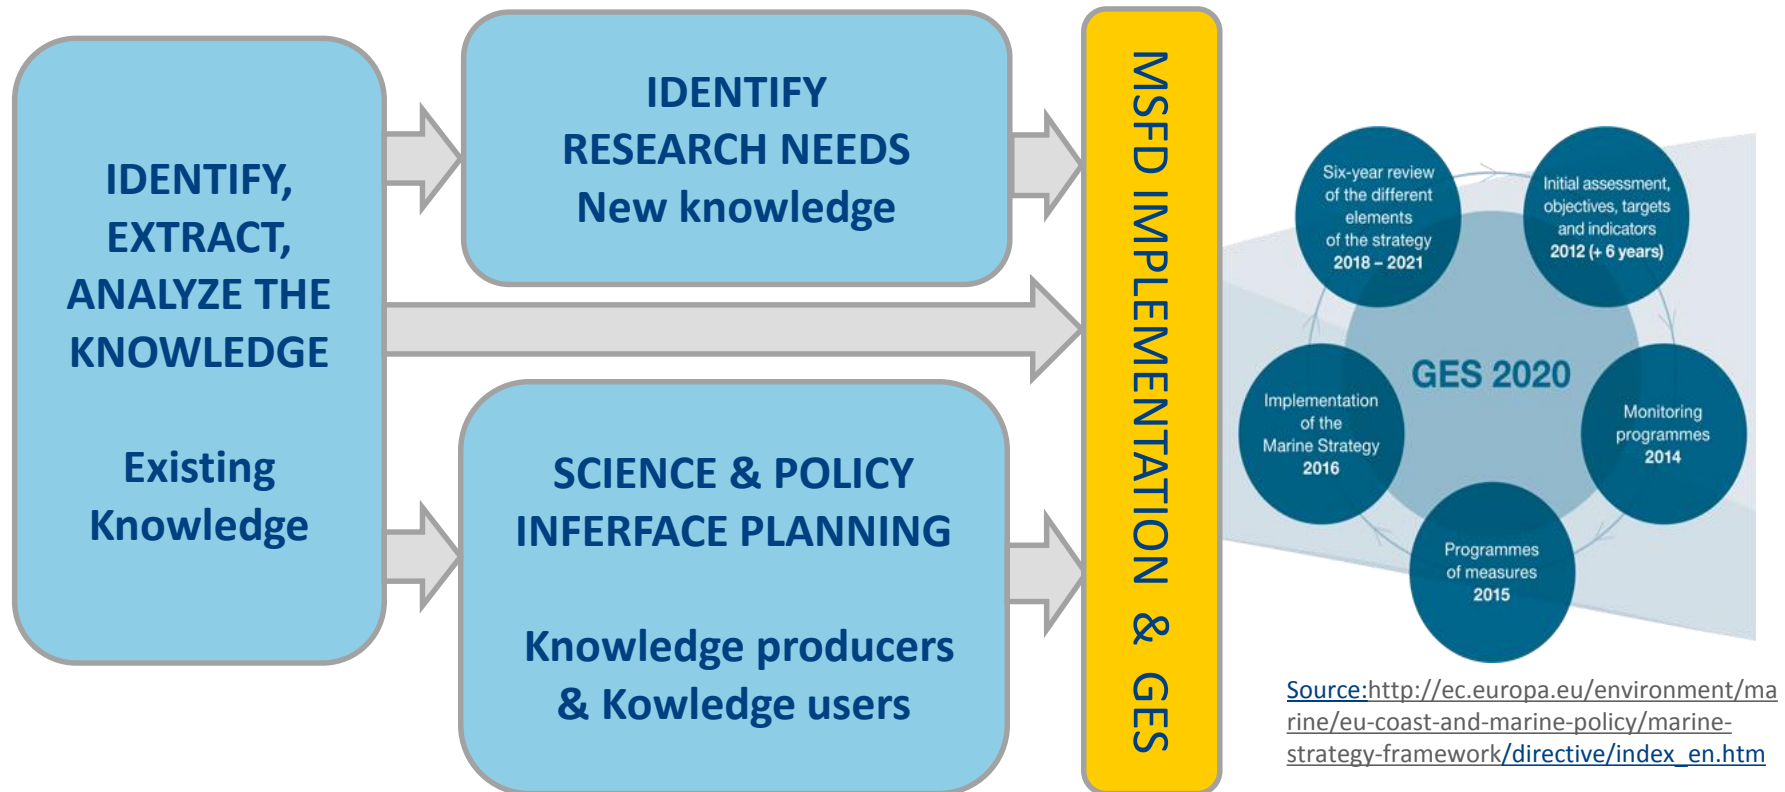 IDENTIFY,
EXTRACT,
ANALYZE THE
KNOWLEDGE
Existing
Knowledge
IDENTIFY
RESEARCH NEEDS
New knowledge
SCIENCE & POLICY
INFERFACE PLANNING
Knowledge producers
& Kowledge users
MSFD IMPLEMENTATION & GES
Six-year review
of the different
elements
of the strategy
2018 – 2021
Initial assessment,
objectives, targets
and indicators
2012 (+ 6 years)
GES 2020
Implementation
of the
Marine Strategy
2016
Monitoring
programmes
2014
Programmes
of measures
2015
Source:http://ec.europa.eu/environment/ma
rine/eu-coast-and-marine-policy/marine-
strategy-framework/directive/index_en.htm